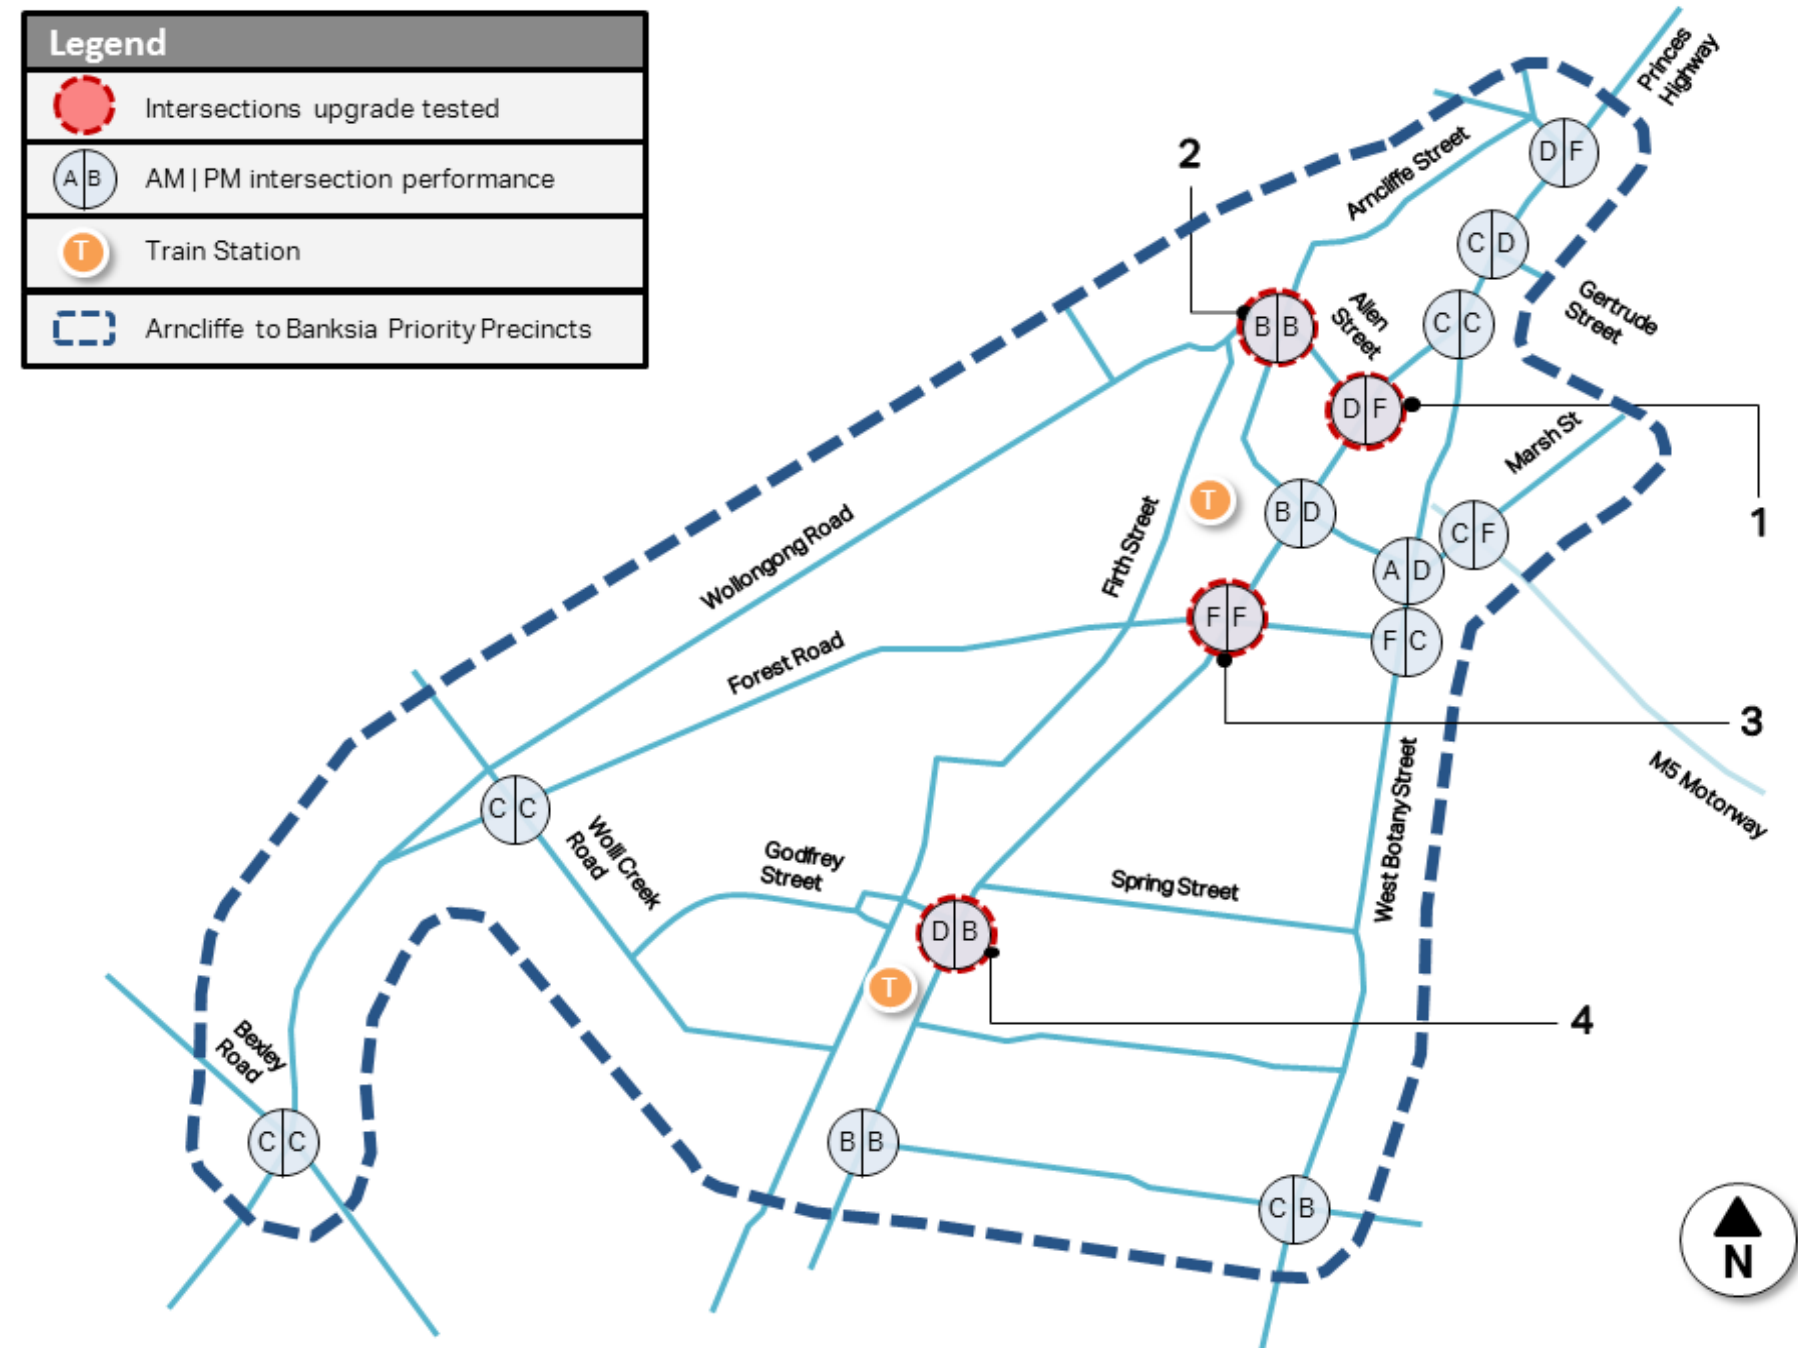 Legend
Intersections upgrade tested
A|B AM | PM intersection performance
T Train Station
Arncliffe to Banksia Priority Precincts
Princes
Highway
D|F
2
Arncliffe Street
C|D
Gertrude
Street
Allen
Street
B|B
C|C
D|F
Marsh St
1
T
B|D
C|F
Firth Street
Wollongong Road
A|D
F|F
F|C
Forest Road
3
M5 Motorway
West Botany Street
C|C
Wolli Creek
Road
Godfrey
Street
Spring Street
D|B
T
4
Bexley
Road
C|C
B|B
C|B
N